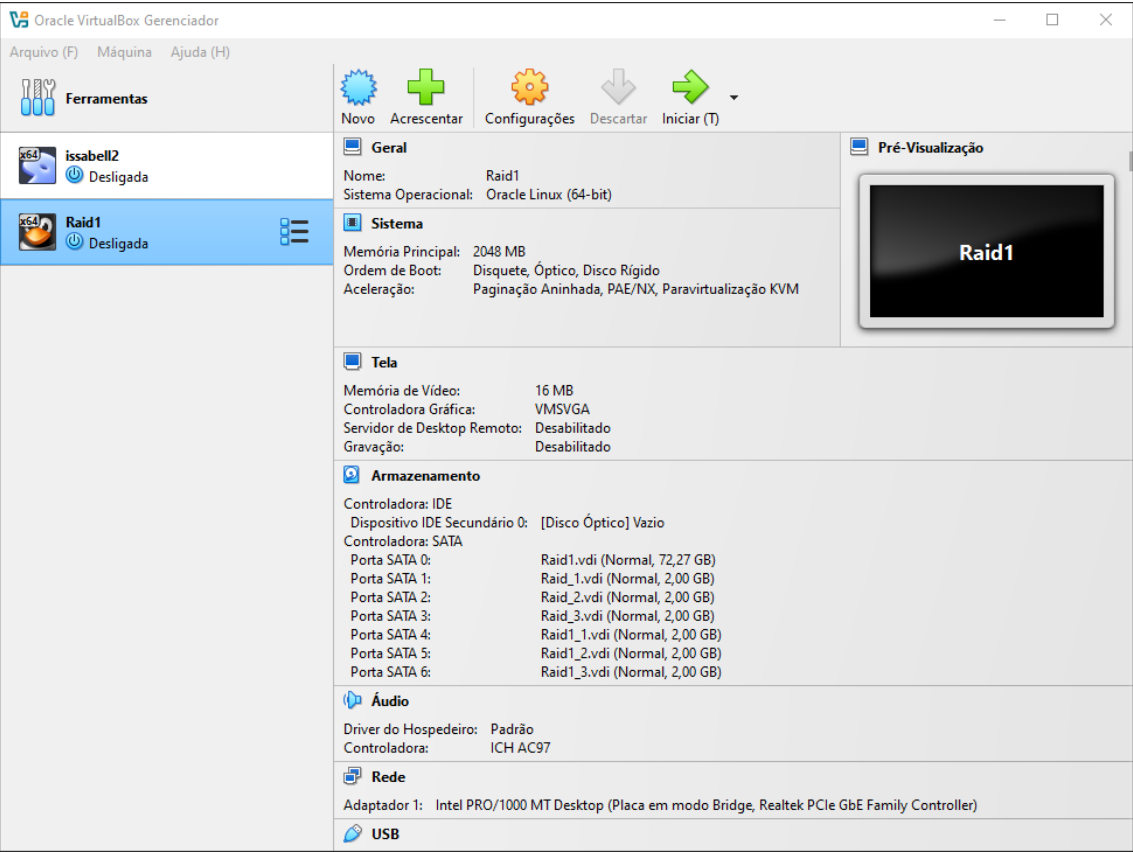 Oracle VirtualBox Gerenciador
Arquivo (F) Máquina Ajuda (H)
Ferramentas
x64
issabell2
Desligada
x64
Raid1
Desligada
Novo Acrescentar Configurações Descartar Iniciar (T)
Geral
Nome: Raid1
Sistema Operacional: Oracle Linux (64-bit)
Pré-Visualização
Raid1
Sistema
Memória Principal: 2048 MB
Ordem de Boot: Disquete, Óptico, Disco Rígido
Aceleração: Paginação Aninhada, PAE/NX, Paravirtualização KVM
Tela
Memória de Vídeo: 16 MB
Controladora Gráfica: VMSVGA
Servidor de Desktop Remoto: Desabilitado
Gravação: Desabilitado
Armazenamento
Controladora: IDE
Dispositivo IDE Secundário 0: [Disco Óptico] Vazio
Controladora: SATA
Porta SATA 0: Raid1.vdi (Normal, 72,27 GB)
Porta SATA 1: Raid_1.vdi (Normal, 2,00 GB)
Porta SATA 2: Raid_2.vdi (Normal, 2,00 GB)
Porta SATA 3: Raid_3.vdi (Normal, 2,00 GB)
Porta SATA 4: Raid1_1.vdi (Normal, 2,00 GB)
Porta SATA 5: Raid1_2.vdi (Normal, 2,00 GB)
Porta SATA 6: Raid1_3.vdi (Normal, 2,00 GB)
Áudio
Driver do Hospedeiro: Padrão
Controladora: ICH AC97
Rede
Adaptador 1: Intel PRO/1000 MT Desktop (Placa em modo Bridge, Realtek PCIe GbE Family Controller)
USB